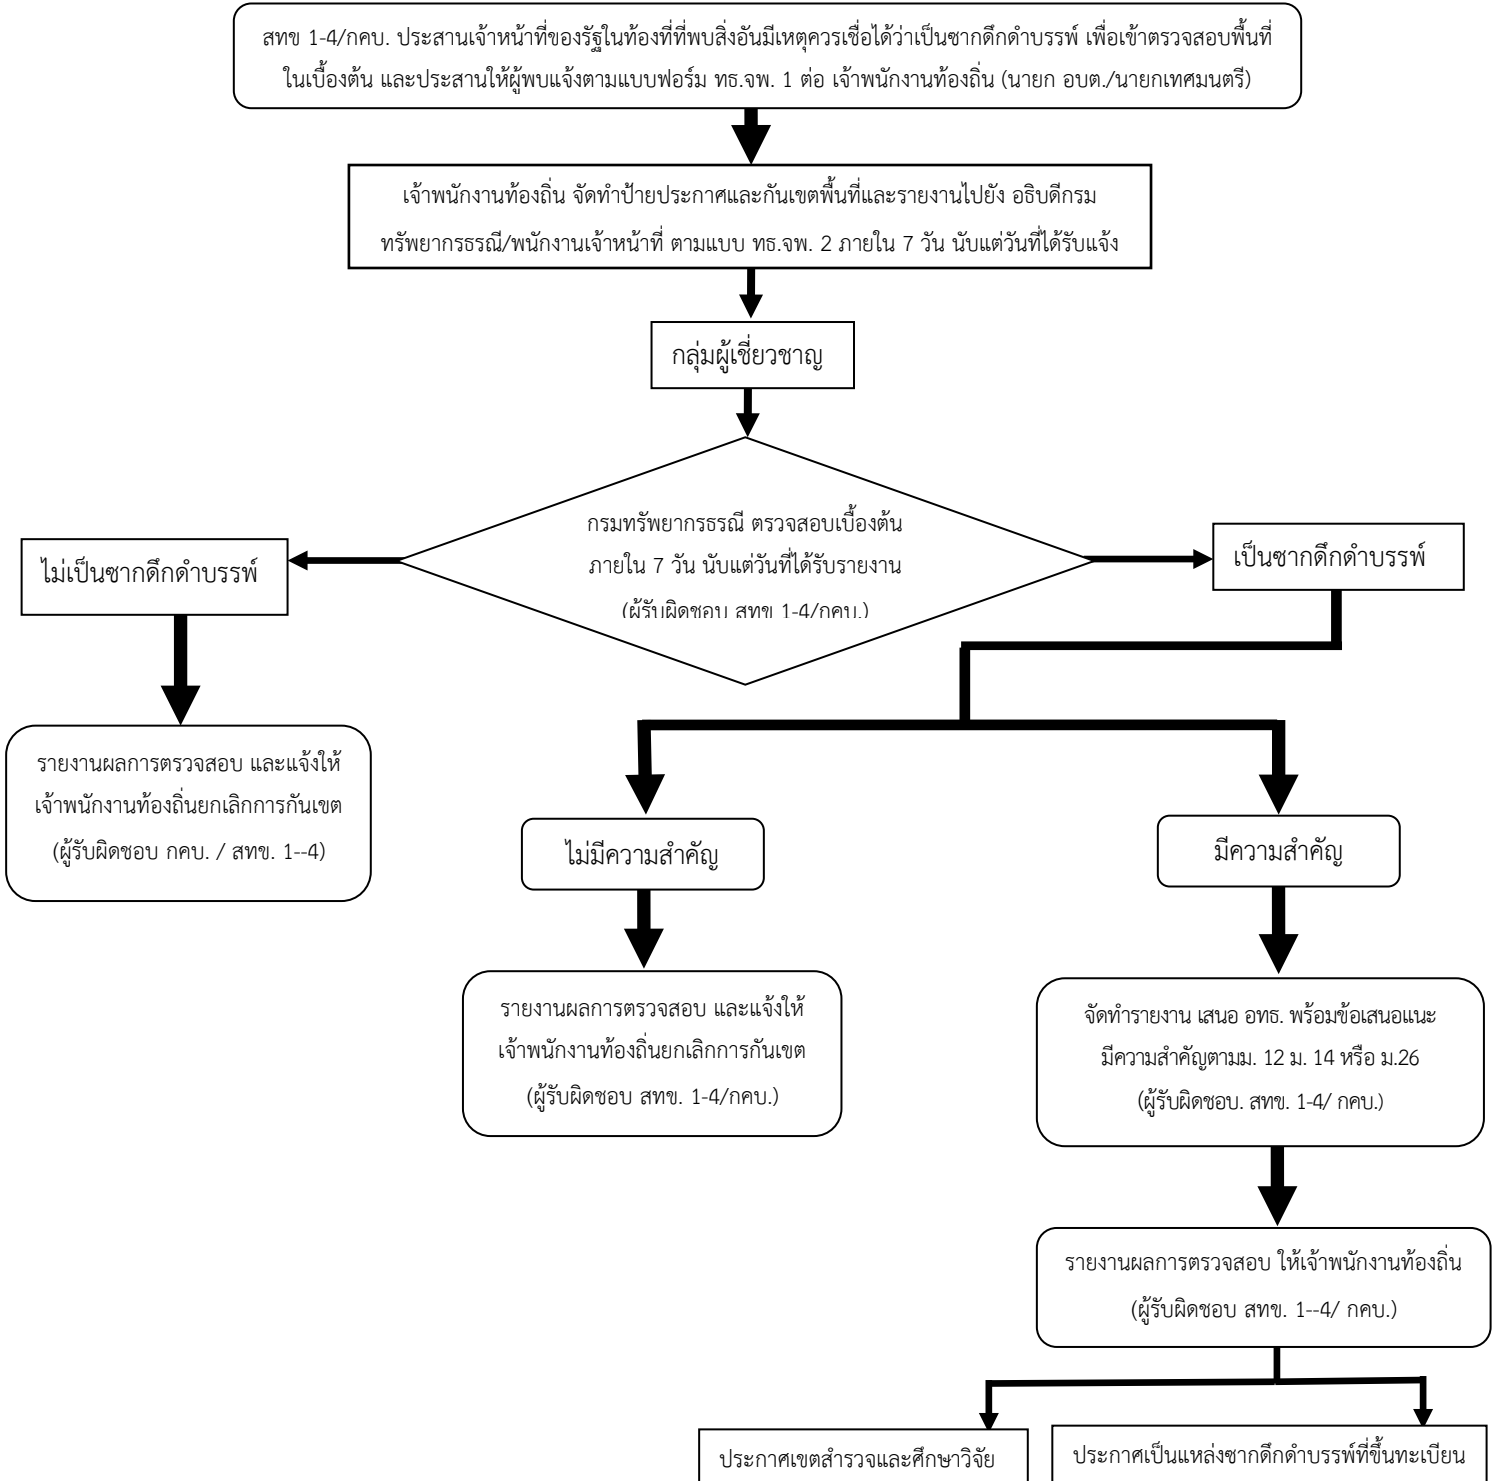 สทข 1-4/กคบ. ประสานเจ้าหน้าที่ของรัฐในท้องที่ที่พบสิ่งอันมีเหตุควรเชื่อได้ว่าเป็นซากดึกดำบรรพ์ เพื่อเข้าตรวจสอบพื้นที่
ในเบื้องต้น และประสานให้ผู้พบแจ้งตามแบบฟอร์ม ทธ.จพ. 1 ต่อ เจ้าพนักงานท้องถิ่น (นายก อบต./นายกเทศมนตรี)
เจ้าพนักงานท้องถิ่น จัดทำป้ายประกาศและกันเขตพื้นที่และรายงานไปยัง อธิบดีกรม
ทรัพยากรธรณี/พนักงานเจ้าหน้าที่ ตามแบบ ทธ.จพ. 2 ภายใน 7 วัน นับแต่วันที่ได้รับแจ้ง
กลุ่มผู้เชี่ยวชาญ
กรมทรัพยากรธรณี ตรวจสอบเบื้องต้น
ภายใน 7 วัน นับแต่วันที่ได้รับรายงาน
(ผู้รับผิดชอบ สทข 1-4/กคบ.)
ไม่เป็นซากดึกดำบรรพ์
เป็นซากดึกดำบรรพ์
รายงานผลการตรวจสอบ และแจ้งให้
เจ้าพนักงานท้องถิ่นยกเลิกการกันเขต
(ผู้รับผิดชอบ กคบ. / สทข. 1--4)
ไม่มีความสำคัญ
มีความสำคัญ
รายงานผลการตรวจสอบ และแจ้งให้
เจ้าพนักงานท้องถิ่นยกเลิกการกันเขต
(ผู้รับผิดชอบ สทข. 1-4/กคบ.)
จัดทำรายงาน เสนอ อทธ. พร้อมข้อเสนอแนะ
มีความสำคัญตามม. 12 ม. 14 หรือ ม.26
(ผู้รับผิดชอบ. สทข. 1-4/ กคบ.)
รายงานผลการตรวจสอบ ให้เจ้าพนักงานท้องถิ่น
(ผู้รับผิดชอบ สทข. 1--4/ กคบ.)
ประกาศเขตสำรวจและศึกษาวิจัย
ประกาศเป็นแหล่งซากดึกดำบรรพ์ที่ขึ้นทะเบียน